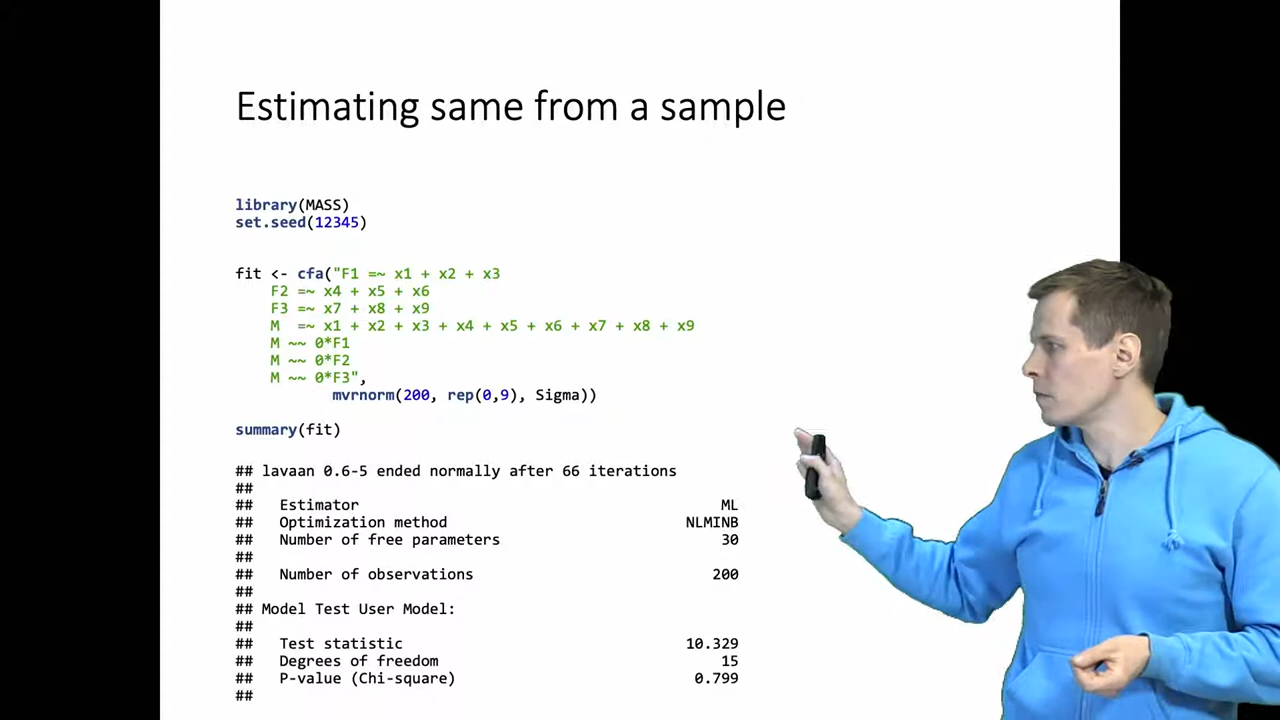 Estimating same from a sample
library(MASS)
set.seed(12345)
fit <- cfa("F1 =~ x1 + x2 + x3
F2 =~ x4 + x5 + x6
F3 =~ x7 + x8 + x9
M  =~ x1 + x2 + x3 + x4 + x5 + x6 + x7 + x8 + x9
M ~~ 0*F1
M ~~ 0*F2
M ~~ 0*F3",
mvrnorm(200, rep(0,9), Sigma))
summary(fit)
## lavaan 0.6-5 ended normally after 66 iterations
##
## Estimator ML
## Optimization method NLMINB
## Number of free parameters 30
##
## Number of observations 200
##
## Model Test User Model:
##
## Test statistic 10.329
## Degrees of freedom 15
## P-value (Chi-square) 0.799
##